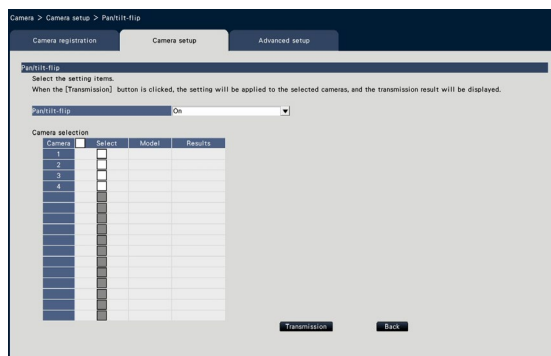 Camera > Camera setup > Pan/tilt-flip
Camera registration Camera setup Advanced setup
Pan/tilt-flip
Select the setting items.
When the [Transmission] button is clicked, the setting will be applied to the selected cameras, and the transmission result will be displayed.
Pan/tilt-flip On
Camera selection
Camera Select Model Results
1
2
3
4
Transmission Back